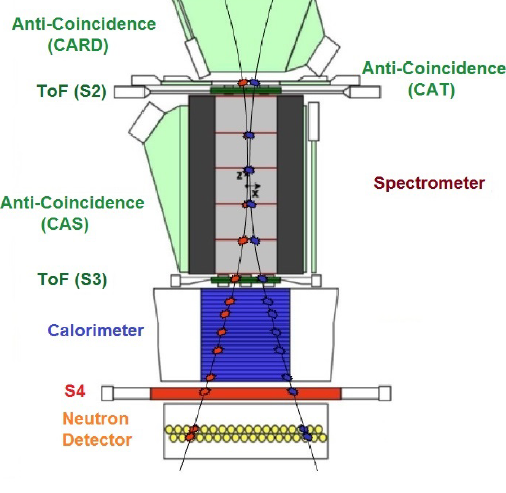 Anti-Coincidence
(CARD)
Anti-Coincidence
(CAT)
ToF (S2)
Z
X
Spectrometer
Anti-Coincidence
(CAS)
ToF (S3)
Calorimeter
S4
Neutron
Detector